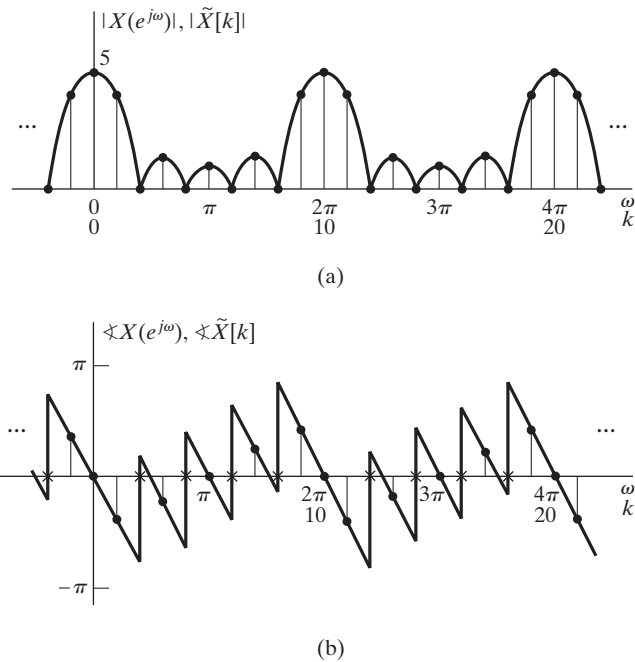 |X(e^{jω})|, |X̃[k]|
5
... ...
0 π 2π 3π 4π ω
0 10 20 k
(a)
∢X(e^{jω}), ∢X̃[k]
π
... ...
π 2π 3π 4π ω
10 20 k
−π
(b)